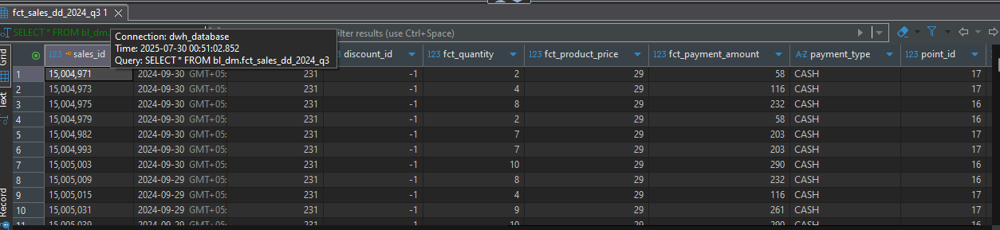 fct_sales_dd_2024_q3 1
SELECT * FROM bl_dm. Filter results (use Ctrl+Space)
Connection: dwh_database
Time: 2025-07-30 00:51:02.852
Query: SELECT * FROM bl_dm.fct_sales_dd_2024_q3
Grid
Text
Record
123 sales_id discount_id 123 fct_quantity 123 fct_product_price 123 fct_payment_amount A-Z payment_type 123 point_id
1 15,004,971 2024-09-30 GMT+05: 231 -1 2 29 58 CASH 17
2 15,004,973 2024-09-30 GMT+05: 231 -1 4 29 116 CASH 17
3 15,004,975 2024-09-30 GMT+05: 231 -1 8 29 232 CASH 16
4 15,004,979 2024-09-30 GMT+05: 231 -1 2 29 58 CASH 16
5 15,004,982 2024-09-30 GMT+05: 231 -1 7 29 203 CASH 17
6 15,004,993 2024-09-30 GMT+05: 231 -1 7 29 203 CASH 17
7 15,005,003 2024-09-30 GMT+05: 231 -1 10 29 290 CASH 16
8 15,005,009 2024-09-29 GMT+05: 231 -1 8 29 232 CASH 16
9 15,005,015 2024-09-29 GMT+05: 231 -1 4 29 116 CASH 17
10 15,005,031 2024-09-29 GMT+05: 231 -1 9 29 261 CASH 16
11 15,005,039 2024-09-29 GMT+05: 231 -1 10 29 290 CASH 16